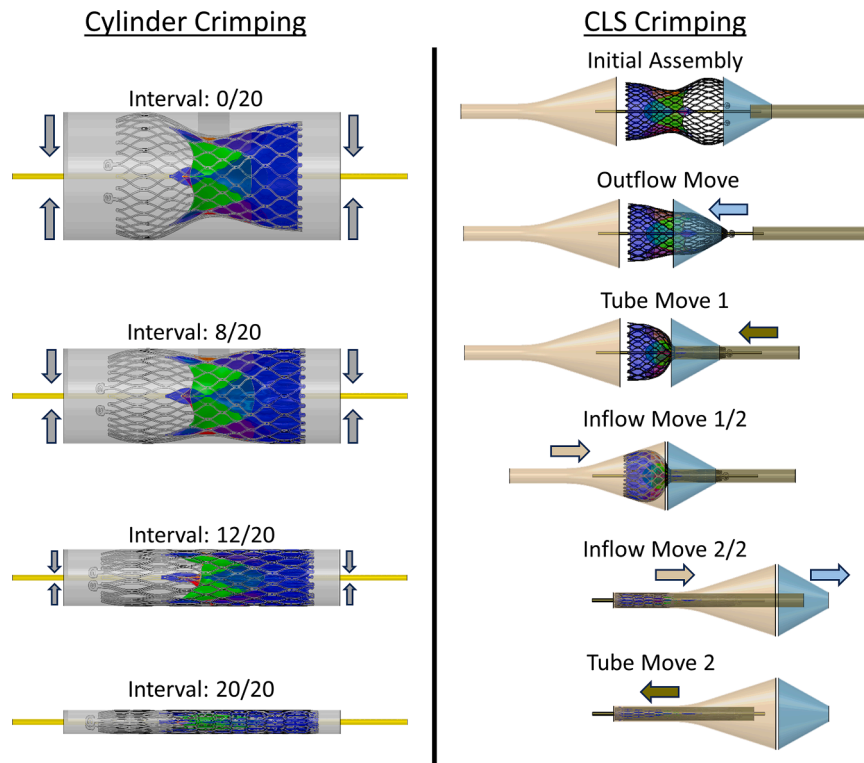 Cylinder Crimping
Interval: 0/20
Interval: 8/20
Interval: 12/20
Interval: 20/20
CLS Crimping
Initial Assembly
Outflow Move
Tube Move 1
Inflow Move 1/2
Inflow Move 2/2
Tube Move 2